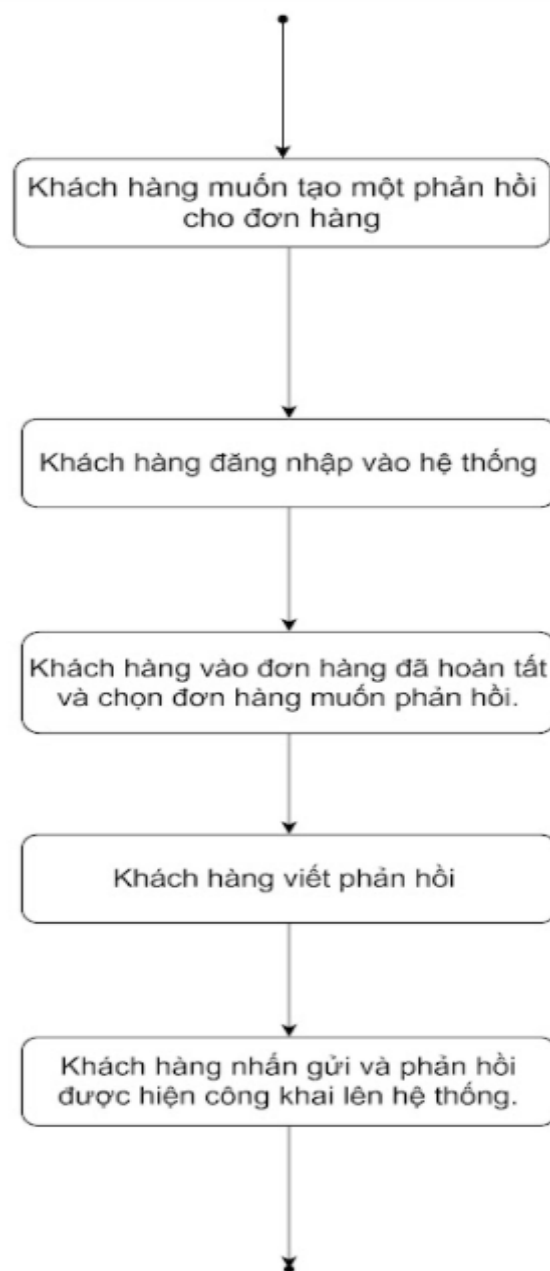 Khách hàng muốn tạo một phản hồi
cho đơn hàng
Khách hàng đăng nhập vào hệ thống
Khách hàng vào đơn hàng đã hoàn tất
và chọn đơn hàng muốn phản hồi.
Khách hàng viết phản hồi
Khách hàng nhấn gửi và phản hồi
được hiện công khai lên hệ thống.